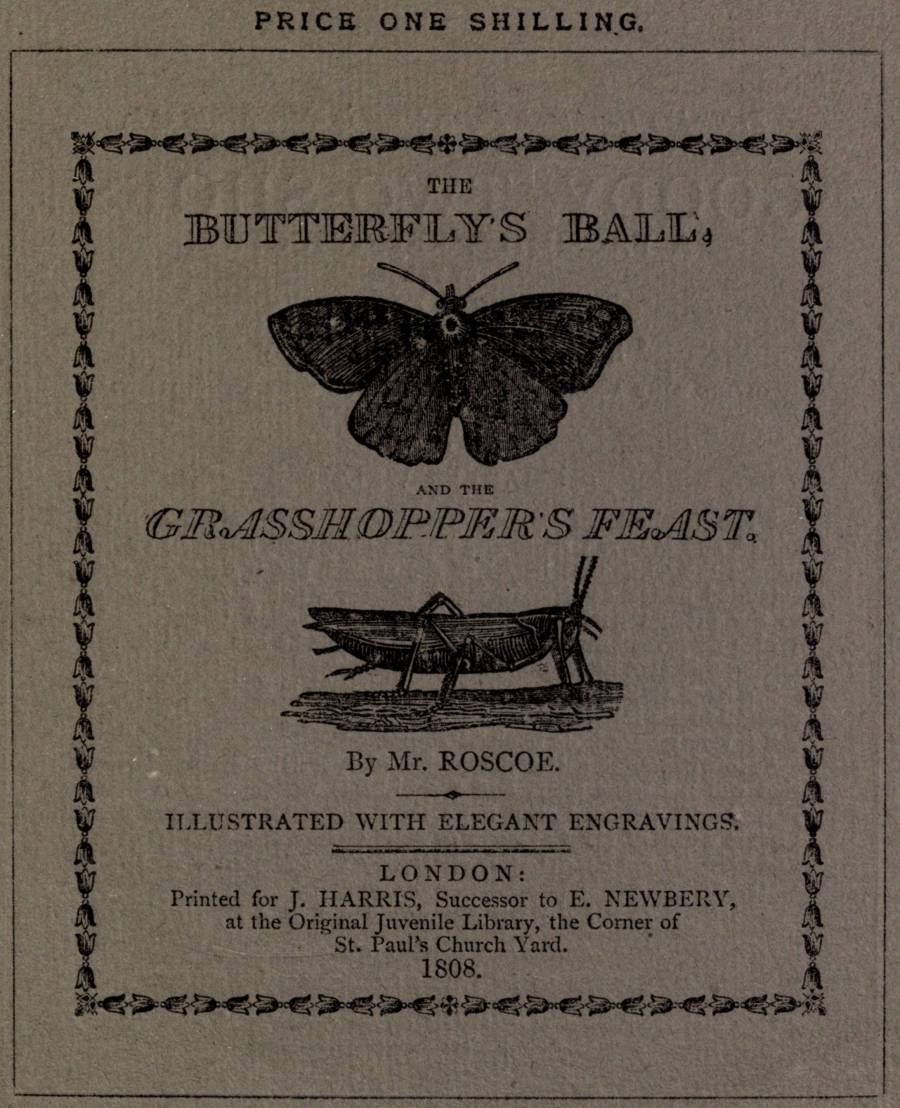 PRICE ONE SHILLING.
THE
BUTTERFLY'S BALL,
AND THE
GRASSHOPPER'S FEAST.
By Mr. ROSCOE.
ILLUSTRATED WITH ELEGANT ENGRAVINGS.
LONDON:
Printed for J. HARRIS, Successor to E. NEWBERY,
at the Original Juvenile Library, the Corner of
St. Paul's Church Yard.
1808.